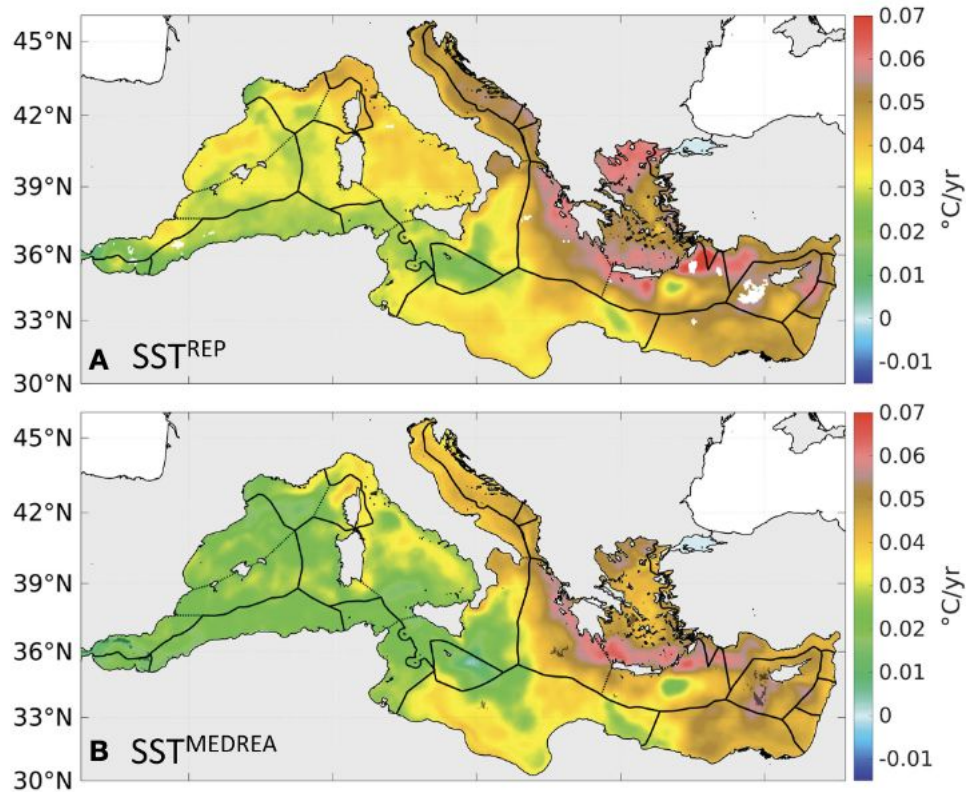 45°N
42°N
39°N
36°N
33°N
30°N
A SST^REP
0.07
0.06
0.05
0.04
0.03
0.02
0.01
0
-0.01
°C/yr
45°N
42°N
39°N
36°N
33°N
30°N
B SST^MEDREA
0.07
0.06
0.05
0.04
0.03
0.02
0.01
0
-0.01
°C/yr